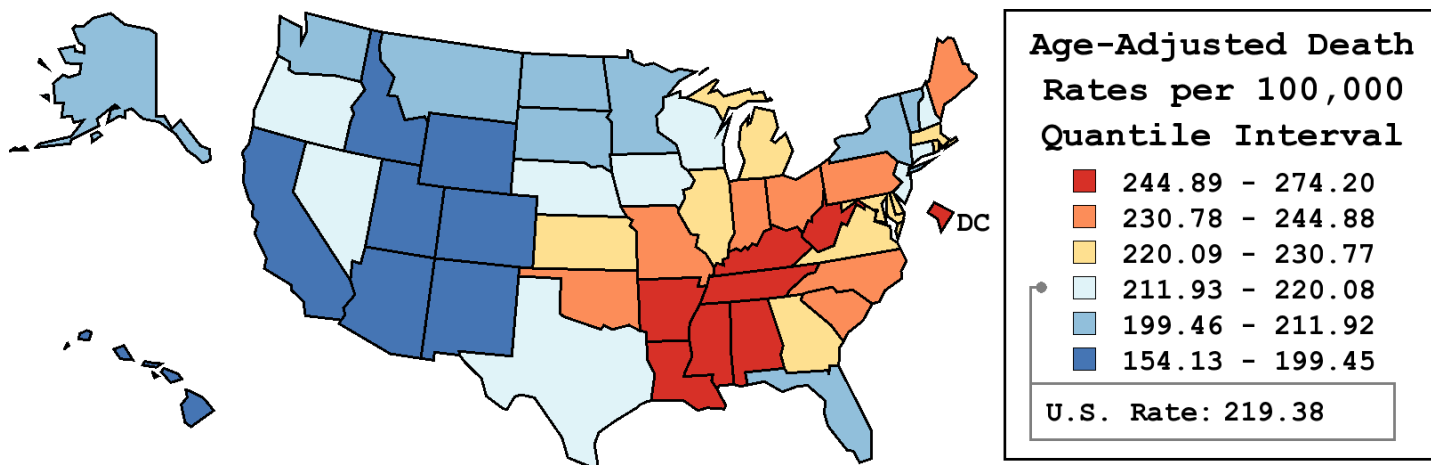 Age-Adjusted Death
Rates per 100,000
Quantile Interval
244.89 - 274.20
230.78 - 244.88
220.09 - 230.77
211.93 - 220.08
199.46 - 211.92
154.13 - 199.45
U.S. Rate: 219.38
DC